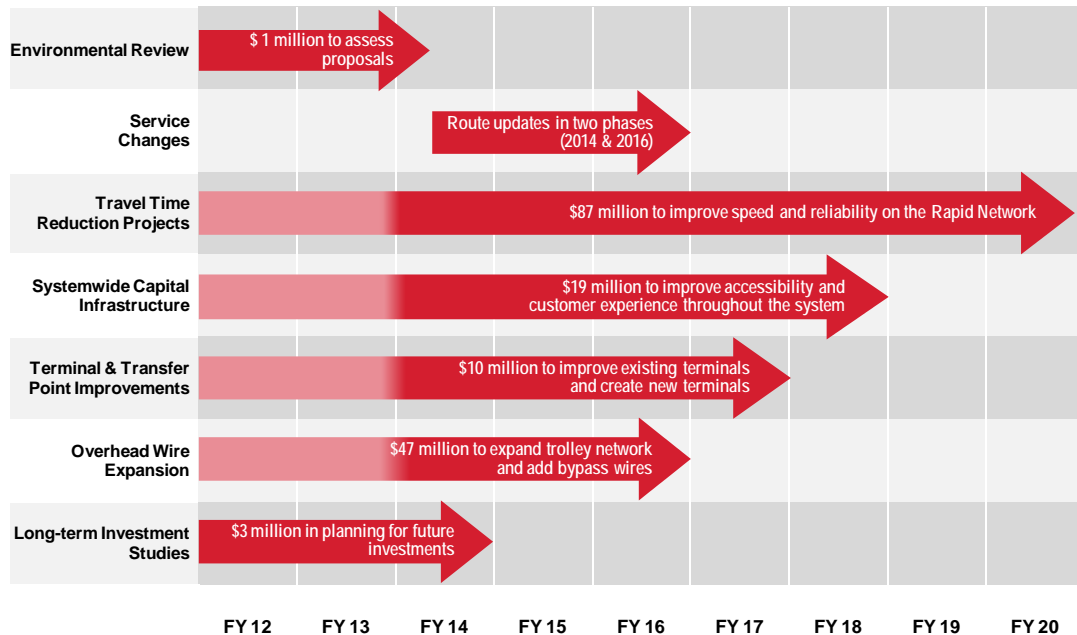 Environmental Review
$ 1 million to assess
proposals
Service
Changes
Route updates in two phases
(2014 & 2016)
Travel Time
Reduction Projects
$87 million to improve speed and reliability on the Rapid Network
Systemwide Capital
Infrastructure
$19 million to improve accessibility and
customer experience throughout the system
Terminal & Transfer
Point Improvements
$10 million to improve existing terminals
and create new terminals
Overhead Wire
Expansion
$47 million to expand trolley network
and add bypass wires
Long-term Investment
Studies
$3 million in planning for future
investments
FY 12 FY 13 FY 14 FY 15 FY 16 FY 17 FY 18 FY 19 FY 20